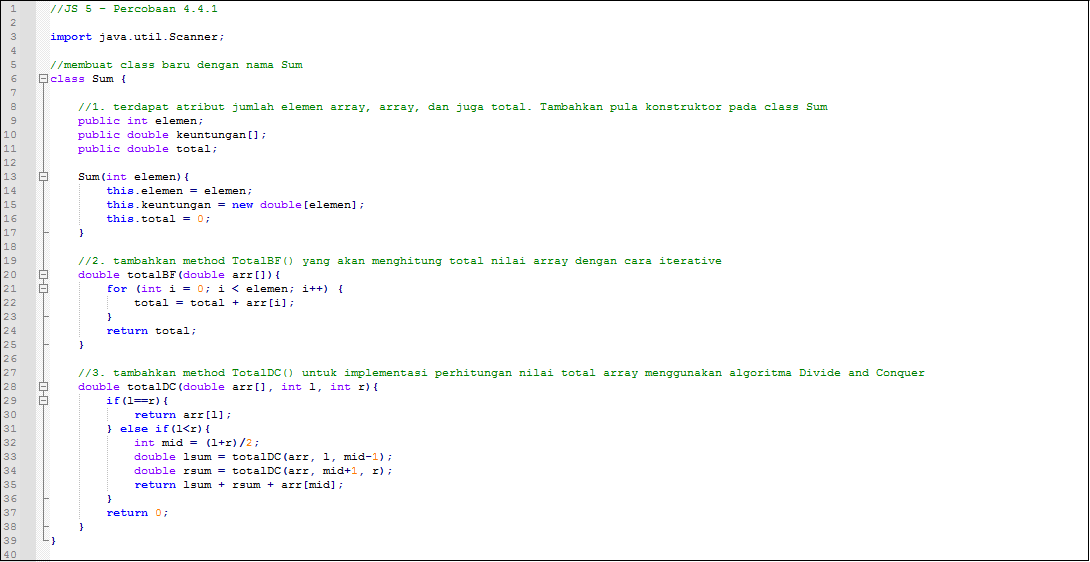 1 //JS 5 - Percobaan 4.4.1
2
3 import java.util.Scanner;
4
5 //membuat class baru dengan nama Sum
6 class Sum {
7
8 //1. terdapat atribut jumlah elemen array, array, dan juga total. Tambahkan pula konstruktor pada class Sum
9 public int elemen;
10 public double keuntungan[];
11 public double total;
12
13 Sum(int elemen){
14 this.elemen = elemen;
15 this.keuntungan = new double[elemen];
16 this.total = 0;
17 }
18
19 //2. tambahkan method TotalBF() yang akan menghitung total nilai array dengan cara iterative
20 double totalBF(double arr[]){
21 for (int i = 0; i < elemen; i++) {
22 total = total + arr[i];
23 }
24 return total;
25 }
26
27 //3. tambahkan method TotalDC() untuk implementasi perhitungan nilai total array menggunakan algoritma Divide and Conquer
28 double totalDC(double arr[], int l, int r){
29 if(l==r){
30 return arr[l];
31 } else if(l<r){
32 int mid = (l+r)/2;
33 double lsum = totalDC(arr, l, mid-1);
34 double rsum = totalDC(arr, mid+1, r);
35 return lsum + rsum + arr[mid];
36 }
37 return 0;
38 }
39 }
40